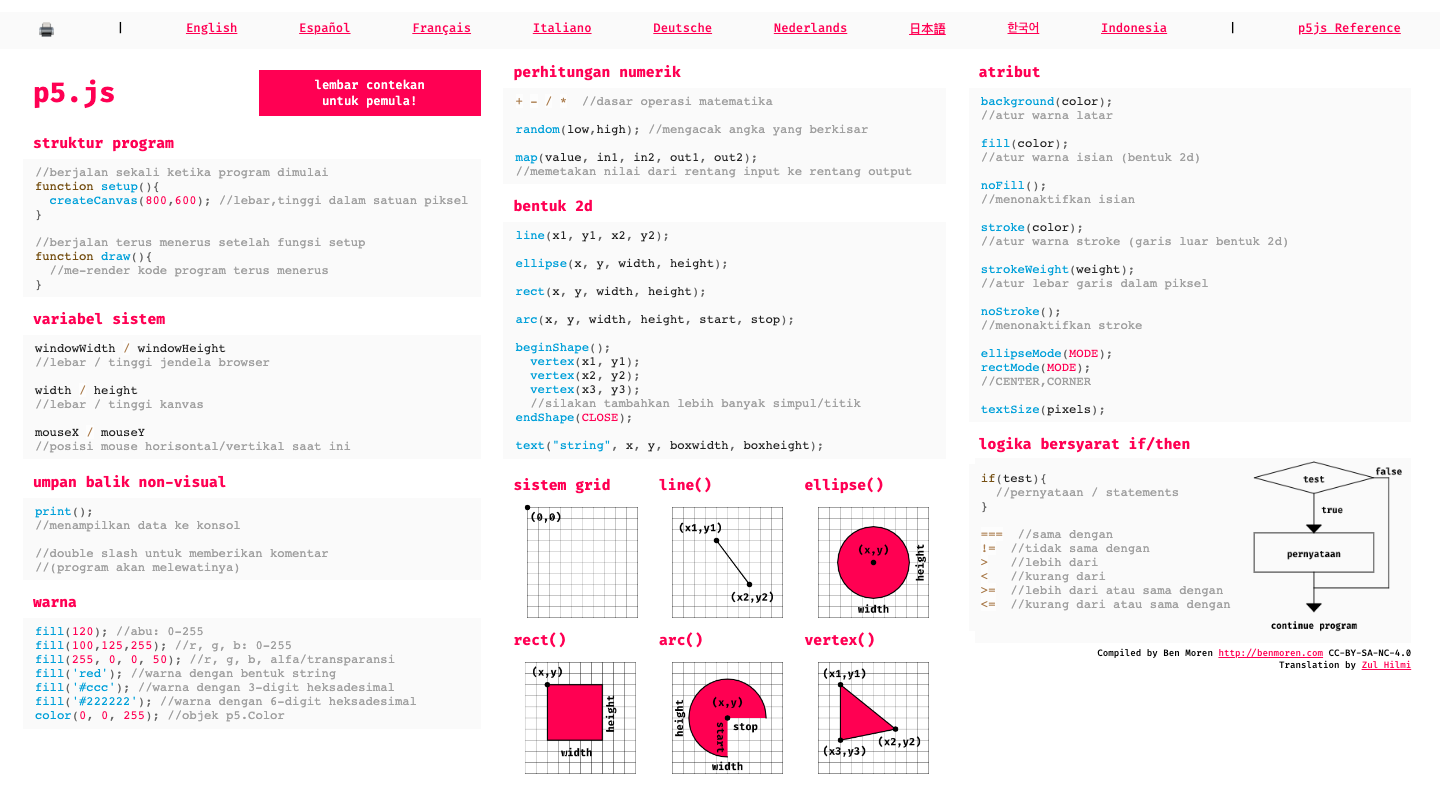 | English Español Français Italiano Deutsche Nederlands 日本語 한국어 Indonesia | p5js Reference
p5.js
lembar contekan
untuk pemula!
struktur program
//berjalan sekali ketika program dimulai
function setup(){
  createCanvas(800,600); //lebar,tinggi dalam satuan piksel
}
//berjalan terus menerus setelah fungsi setup
function draw(){
  //me-render kode program terus menerus
}
variabel sistem
windowWidth / windowHeight
//lebar / tinggi jendela browser
width / height
//lebar / tinggi kanvas
mouseX / mouseY
//posisi mouse horisontal/vertikal saat ini
umpan balik non-visual
print();
//menampilkan data ke konsol
//double slash untuk memberikan komentar
//(program akan melewatinya)
warna
fill(120); //abu: 0-255
fill(100,125,255); //r, g, b: 0-255
fill(255, 0, 0, 50); //r, g, b, alfa/transparansi
fill('red'); //warna dengan bentuk string
fill('#ccc'); //warna dengan 3-digit heksadesimal
fill('#222222'); //warna dengan 6-digit heksadesimal
color(0, 0, 255); //objek p5.Color
perhitungan numerik
+ - / *  //dasar operasi matematika
random(low,high); //mengacak angka yang berkisar
map(value, in1, in2, out1, out2);
//memetakan nilai dari rentang input ke rentang output
bentuk 2d
line(x1, y1, x2, y2);
ellipse(x, y, width, height);
rect(x, y, width, height);
arc(x, y, width, height, start, stop);
beginShape();
  vertex(x1, y1);
  vertex(x2, y2);
  vertex(x3, y3);
  //silakan tambahkan lebih banyak simpul/titik
endShape(CLOSE);
text("string", x, y, boxwidth, boxheight);
sistem grid
(0,0)
line()
(x1,y1)
(x2,y2)
ellipse()
(x,y)
height
width
rect()
(x,y)
height
width
arc()
(x,y)
height
start
stop
width
vertex()
(x1,y1)
(x2,y2)
(x3,y3)
atribut
background(color);
//atur warna latar
fill(color);
//atur warna isian (bentuk 2d)
noFill();
//menonaktifkan isian
stroke(color);
//atur warna stroke (garis luar bentuk 2d)
strokeWeight(weight);
//atur lebar garis dalam piksel
noStroke();
//menonaktifkan stroke
ellipseMode(MODE);
rectMode(MODE);
//CENTER,CORNER
textSize(pixels);
logika bersyarat if/then
if(test){
  //pernyataan / statements
}
===  //sama dengan
!=  //tidak sama dengan
>   //lebih dari
<   //kurang dari
>=  //lebih dari atau sama dengan
<=  //kurang dari atau sama dengan
test
false
true
pernyataan
continue program
Compiled by Ben Moren http://benmoren.com CC-BY-SA-NC-4.0
Translation by Zul Hilmi